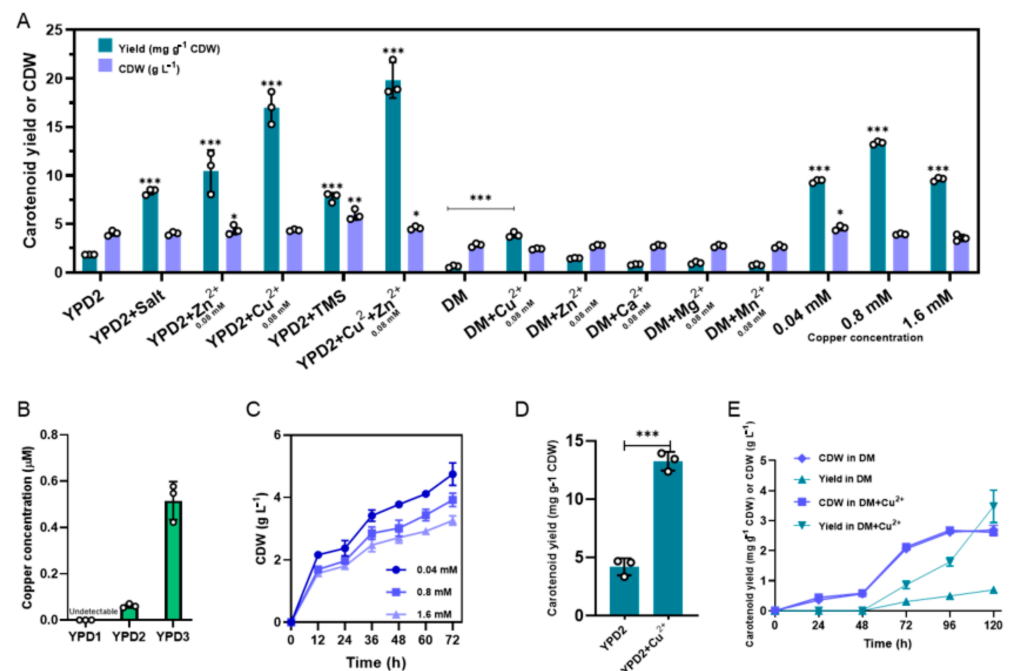 A
Carotenoid yield or CDW
25
20
15
10
5
0
Yield (mg g⁻¹ CDW)
CDW (g L⁻¹)
***
***
***
*
***
**
***
*
***
***
*
***
***
YPD2
YPD2+Salt
YPD2+Zn²⁺
0.08 mM
YPD2+Cu²⁺
0.08 mM
YPD2+TMS
YPD2+Cu²+Zn²⁺
0.08 mM
DM
DM+Cu²⁺
0.08 mM
DM+Zn²⁺
0.08 mM
DM+Ca²⁺
0.08 mM
DM+Mg²⁺
0.08 mM
DM+Mn²⁺
0.08 mM
0.04 mM
0.8 mM
1.6 mM
Copper concentration
B
Copper concentration (µM)
0.8
0.6
0.4
0.2
0.0
Undetectable
YPD1 YPD2 YPD3
C
CDW (g L⁻¹)
6
4
2
0
0.04 mM
0.8 mM
1.6 mM
0 12 24 36 48 60 72
Time (h)
D
Carotenoid yield (mg g-1 CDW)
15
10
5
0
***
YPD2
YPD2+Cu²⁺
E
Carotenoid yield (mg g⁻¹ CDW) or CDW (g L⁻¹)
5
4
3
2
1
0
CDW in DM
Yield in DM
CDW in DM+Cu²⁺
Yield in DM+Cu²⁺
0 24 48 72 96 120
Time (h)